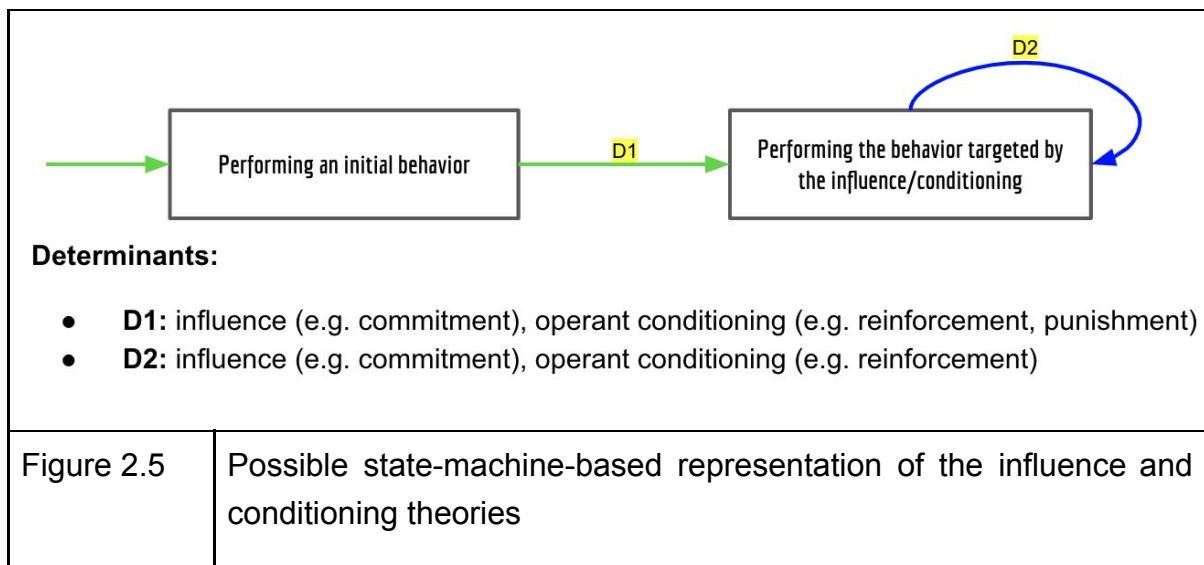 D2
Performing an initial behavior
D1
Performing the behavior targeted by
the influence/conditioning
Determinants:
● D1: influence (e.g. commitment), operant conditioning (e.g. reinforcement, punishment)
● D2: influence (e.g. commitment), operant conditioning (e.g. reinforcement)
Figure 2.5
Possible state-machine-based representation of the influence and
conditioning theories